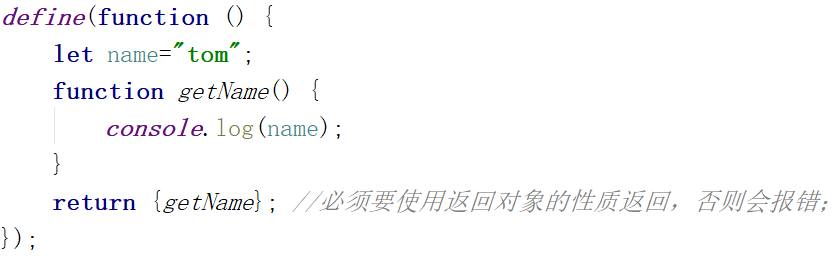 define(function () {
    let name="tom";
    function getName() {
        console.log(name);
    }
    return {getName}; //必须要使用返回对象的性质返回，否则会报错；
});